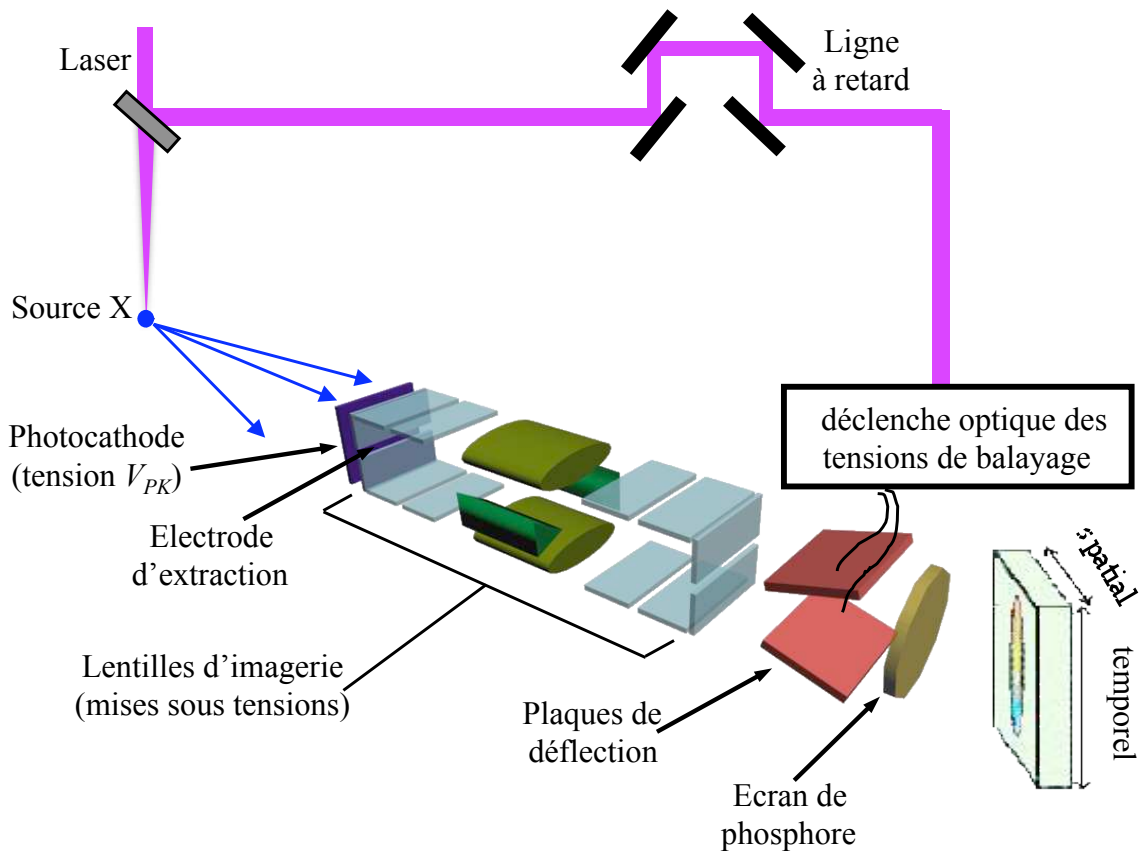 Laser
Ligne
à retard
Source X
Photocathode
(tension V_PK)
déclenche optique des
tensions de balayage
Electrode
d'extraction
spatial
temporel
Lentilles d'imagerie
(mises sous tensions)
Plaques de
déflection
Ecran de
phosphore